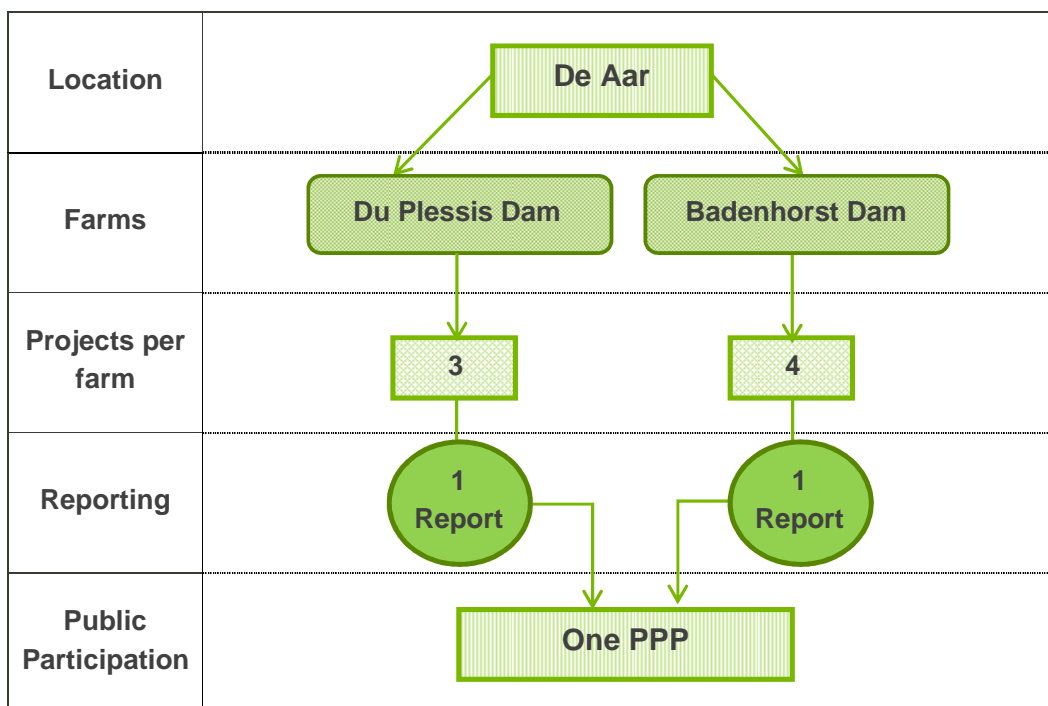 Location
De Aar
Farms
Du Plessis Dam
Badenhorst Dam
Projects per
farm
3
4
Reporting
1
Report
1
Report
Public
Participation
One PPP